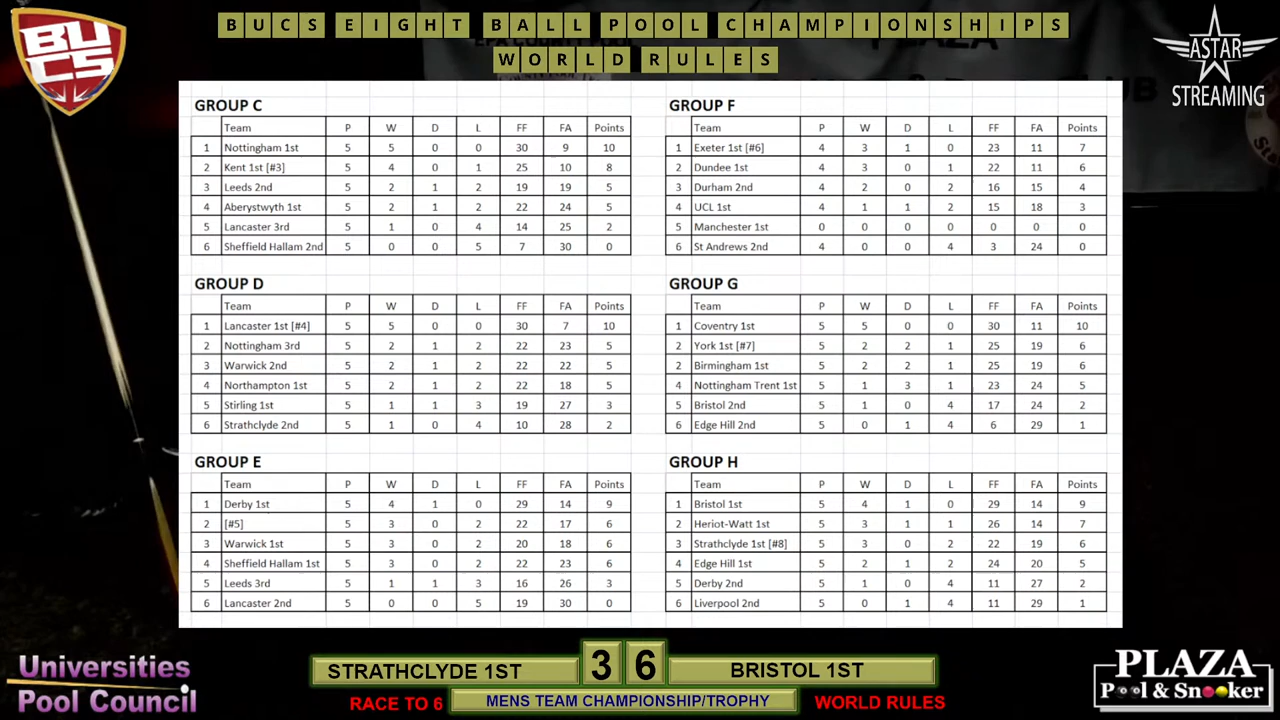 BUCS EIGHT BALL POOL CHAMPIONSHIPS
WORLD RULES
BUCS
ASTAR
STREAMING
GROUP C
Team P W D L FF FA Points
1 Nottingham 1st 5 5 0 0 30 9 10
2 Kent 1st [#3] 5 4 0 1 25 10 8
3 Leeds 2nd 5 2 1 2 19 19 5
4 Aberystwyth 1st 5 2 1 2 22 24 5
5 Lancaster 3rd 5 1 0 4 14 25 2
6 Sheffield Hallam 2nd 5 0 0 5 7 30 0
GROUP D
Team P W D L FF FA Points
1 Lancaster 1st [#4] 5 5 0 0 30 7 10
2 Nottingham 3rd 5 2 1 2 22 23 5
3 Warwick 2nd 5 2 1 2 22 22 5
4 Northampton 1st 5 2 1 2 22 18 5
5 Stirling 1st 5 1 1 3 19 27 3
6 Strathclyde 2nd 5 1 0 4 10 28 2
GROUP E
Team P W D L FF FA Points
1 Derby 1st 5 4 1 0 29 14 9
2 [#5] 5 3 0 2 22 17 6
3 Warwick 1st 5 3 0 2 20 18 6
4 Sheffield Hallam 1st 5 3 0 2 22 23 6
5 Leeds 3rd 5 1 1 3 16 26 3
6 Lancaster 2nd 5 0 0 5 19 30 0
GROUP F
Team P W D L FF FA Points
1 Exeter 1st [#6] 4 3 1 0 23 11 7
2 Dundee 1st 4 3 0 1 22 11 6
3 Durham 2nd 4 2 0 2 16 15 4
4 UCL 1st 4 1 1 2 15 18 3
5 Manchester 1st 0 0 0 0 0 0 0
6 St Andrews 2nd 4 0 0 4 3 24 0
GROUP G
Team P W D L FF FA Points
1 Coventry 1st 5 5 0 0 30 11 10
2 York 1st [#7] 5 2 2 1 25 19 6
2 Birmingham 1st 5 2 2 1 25 19 6
4 Nottingham Trent 1st 5 1 3 1 23 24 5
5 Bristol 2nd 5 1 0 4 17 24 2
6 Edge Hill 2nd 5 0 1 4 6 29 1
GROUP H
Team P W D L FF FA Points
1 Bristol 1st 5 4 1 0 29 14 9
2 Heriot-Watt 1st 5 3 1 1 26 14 7
3 Strathclyde 1st [#8] 5 3 0 2 22 19 6
4 Edge Hill 1st 5 2 1 2 24 20 5
5 Derby 2nd 5 1 0 4 11 27 2
6 Liverpool 2nd 5 0 1 4 11 29 1
Universities
Pool Council
STRATHCLYDE 1ST 3 6 BRISTOL 1ST
RACE TO 6 MENS TEAM CHAMPIONSHIP/TROPHY WORLD RULES
PLAZA
Pool & Snooker